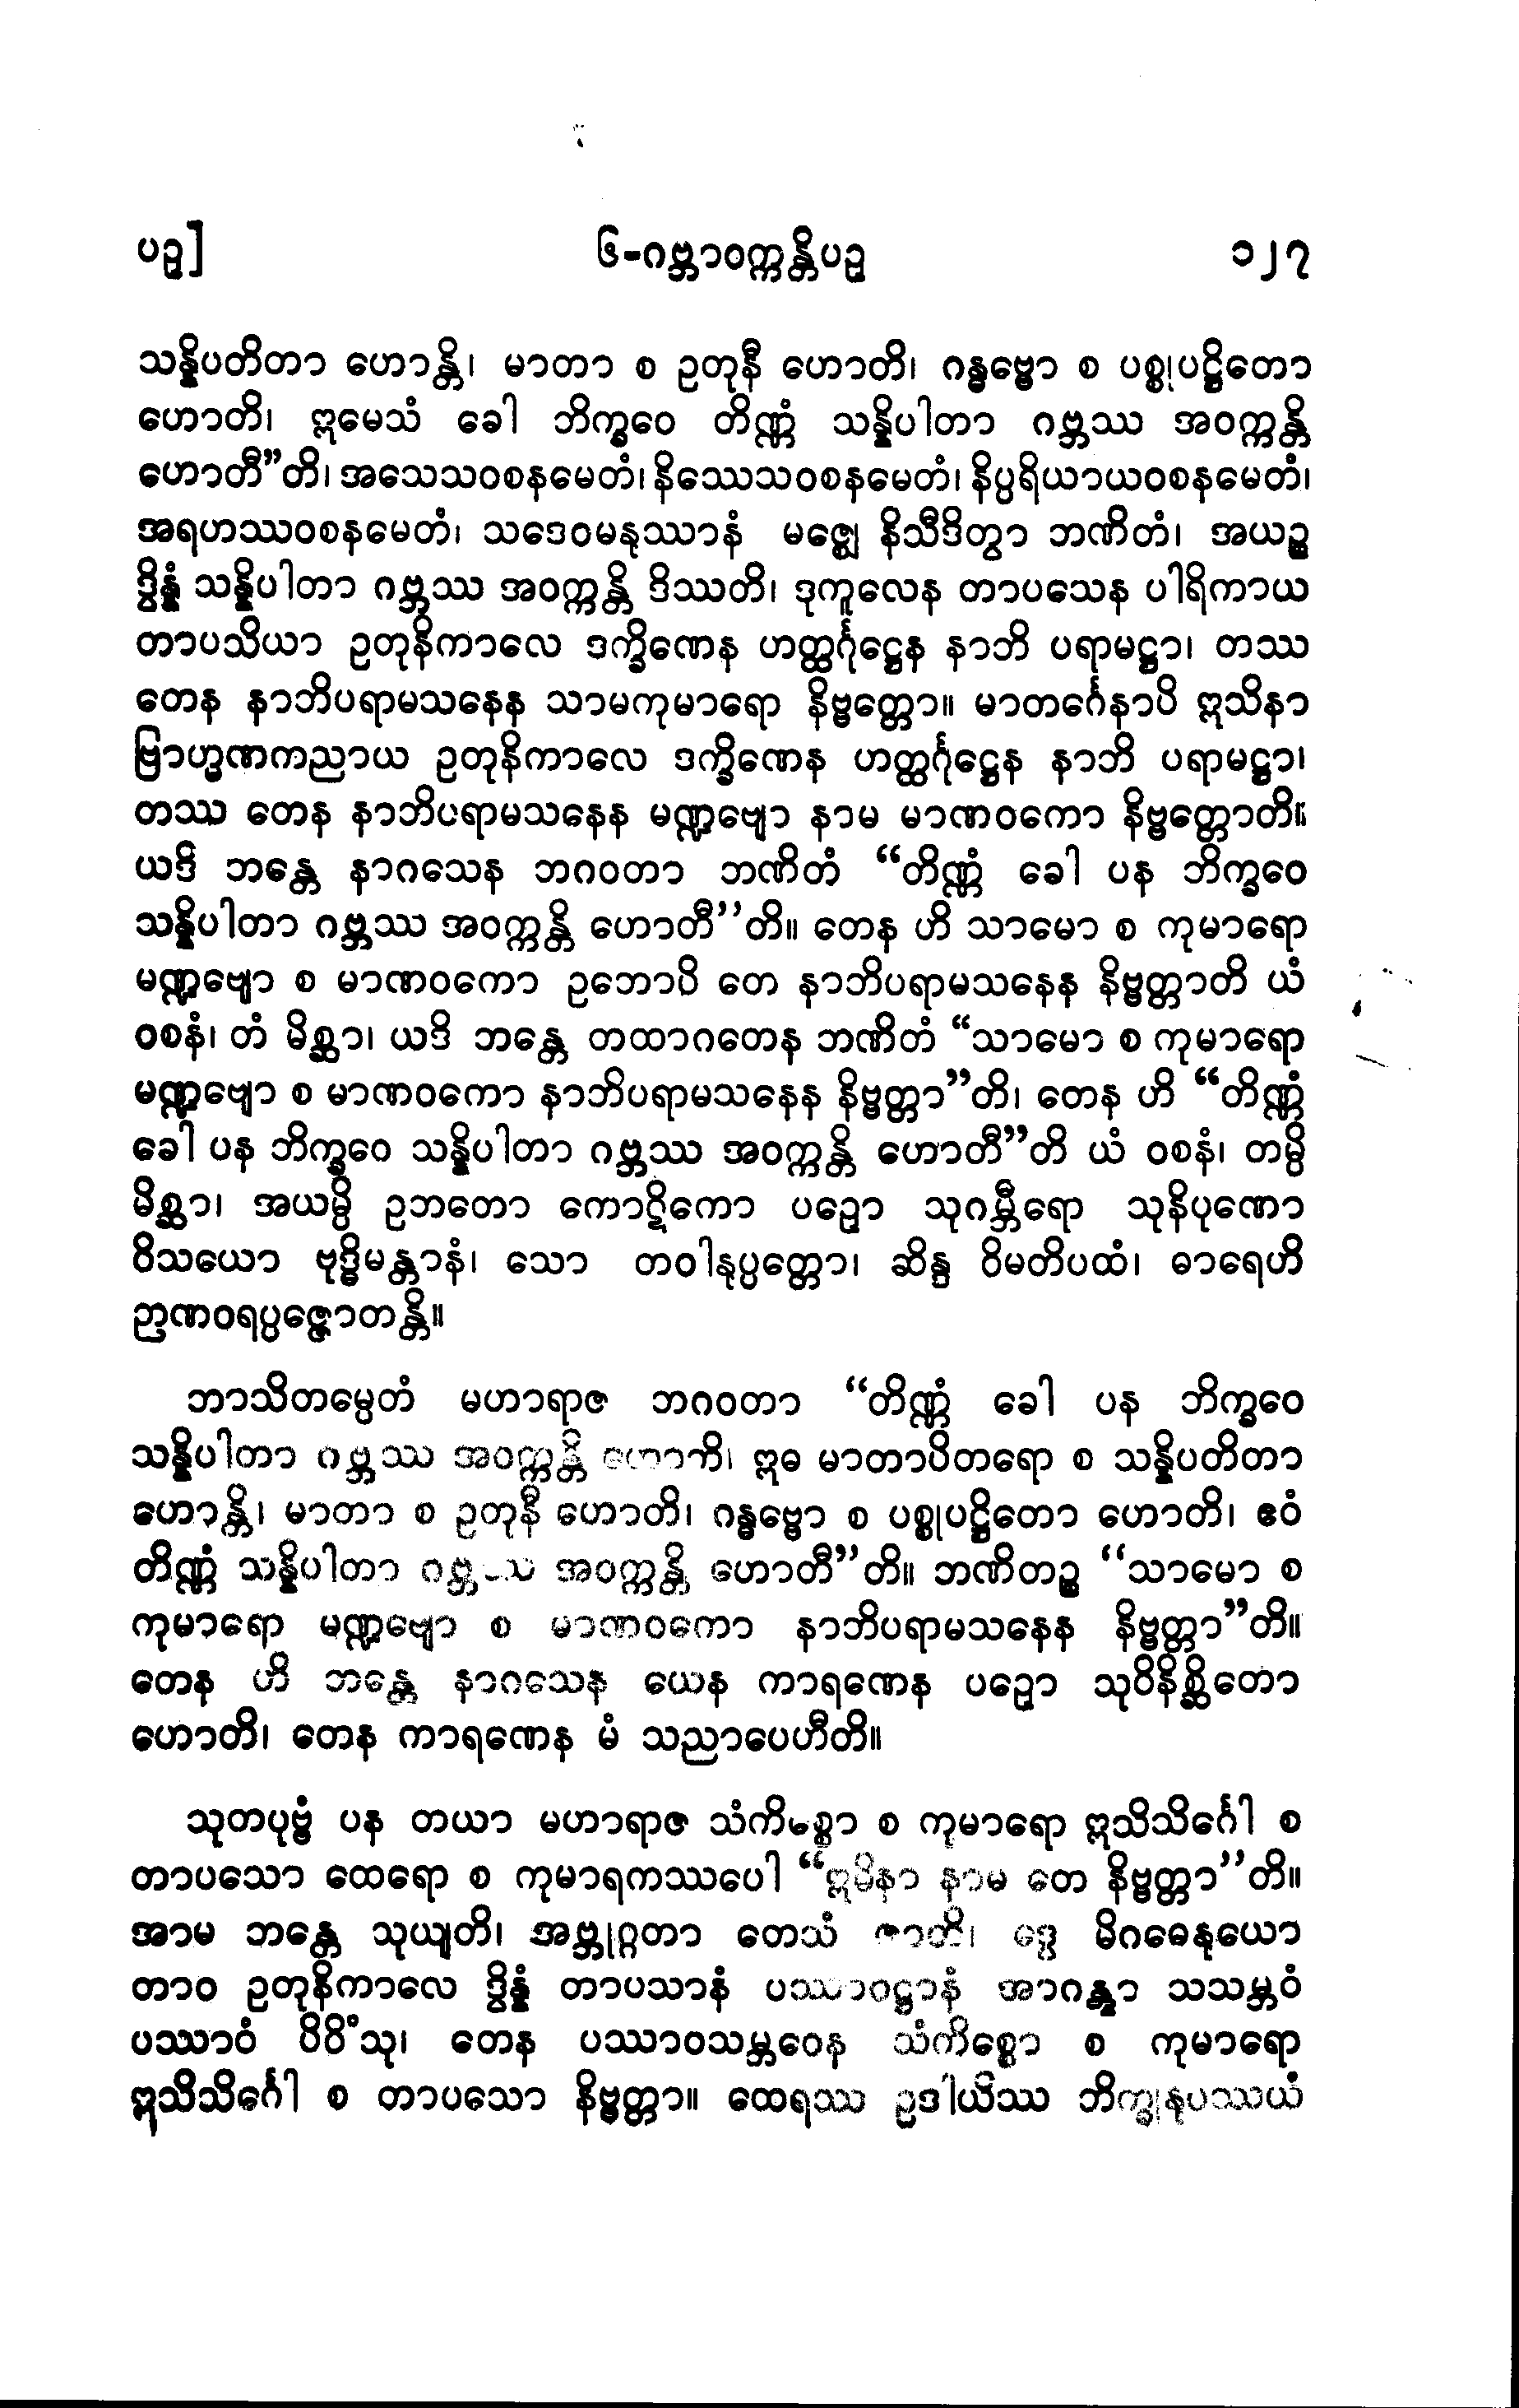 ပဥှ]
၆-ဂဗ္ဘာဝက္ကန္တိပဥှ
၁၂၇
သန္နိပတိတာ ဟောန္တိ၊ မာတာ စ ဥတုနီ ဟောတိ၊ ဂန္ဓဗ္ဗော စ ပစ္စုပဋ္ဌိတော
ဟောတိ၊ ဣမေသံ ခေါ ဘိက္ခဝေ တိဏ္ဏံ သန္နိပါတာ ဂဗ္ဘဿ အဝက္ကန္တိ
ဟောတီ”တိ၊ အသေသဝစနမေတံ၊ နိဿေသဝစနမေတံ၊ နိပ္ပရိယာယဝစနမေတံ၊
အရဟဿဝစနမေတံ၊ သဒေဝမနုဿာနံ မဇ္ဈေ နိသီဒိတွာ ဘဏိတံ၊ အယဉ္စ
ဒွိန္နံ သန္နိပါတာ ဂဗ္ဘဿ အဝက္ကန္တိ ဒိဿတိ၊ ဒုကူလေန တာပသေန ပါရိကာယ
တာပသိယာ ဥတုနိကာလေ ဒက္ခိဏေန ဟတ္ထင်္ဂုဋ္ဌေန နာဘိ ပရာမဋ္ဌာ၊ တဿ
တေန နာဘိပရာမသနေန သာမကုမာရော နိဗ္ဗတ္တော။ မာတင်္ဂေနာပိ ဣသိနာ
ဗြာဟ္မဏကညာယ ဥတုနိကာလေ ဒက္ခိဏေန ဟတ္ထင်္ဂုဋ္ဌေန နာဘိ ပရာမဋ္ဌာ၊
တဿ တေန နာဘိပရာမသနေန မဏ္ဍဗျော နာမ မာဏဝကော နိဗ္ဗတ္တောတိ။
ယဒိ ဘန္တေ နာဂသေန ဘဂဝတာ ဘဏိတံ “တိဏ္ဏံ ခေါ ပန ဘိက္ခဝေ
သန္နိပါတာ ဂဗ္ဘဿ အဝက္ကန္တိ ဟောတီ’’တိ။ တေန ဟိ သာမော စ ကုမာရော
မဏ္ဍဗျော စ မာဏဝကော ဥဘောပိ တေ နာဘိပရာမသနေန နိဗ္ဗတ္တာတိ ယံ
ဝစနံ၊ တံ မိစ္ဆာ၊ ယဒိ ဘန္တေ တထာဂတေန ဘဏိတံ “သာမော စ ကုမာရော
မဏ္ဍဗျော စ မာဏဝကော နာဘိပရာမသနေန နိဗ္ဗတ္တာ”တိ၊ တေန ဟိ “တိဏ္ဏံ
ခေါ ပန ဘိက္ခဝေ သန္နိပါတာ ဂဗ္ဘဿ အဝက္ကန္တိ ဟောတီ”တိ ယံ ဝစနံ၊ တမ္ပိ
မိစ္ဆာ၊ အယမ္ပိ ဥဘတော ကောဋိကော ပဉှော သုဂမ္ဘီရော သုနိပုဏော
ဝိသယော ဗုဒ္ဓိမန္တာနံ၊ သော တဝါနုပ္ပတ္တော၊ ဆိန္ဒ ဝိမတိပထံ၊ ဓာရေဟိ
ဉာဏဝရပ္ပဇ္ဇောတန္တိ။
ဘာသိတမ္ပေတံ မဟာရာဇ ဘဂဝတာ “တိဏ္ဏံ ခေါ ပန ဘိက္ခဝေ
သန္နိပါတာ ဂဗ္ဘဿ အဝက္ကန္တိ ဟောတိ၊ ဣဓ မာတာပိတရော စ သန္နိပတိတာ
ဟောန္တိ၊ မာတာ စ ဥတုနီ ဟောတိ၊ ဂန္ဓဗ္ဗော စ ပစ္စုပဋ္ဌိတော ဟောတိ၊ ဧဝံ
တိဏ္ဏံ သန္နိပါတာ ဂဗ္ဘဿ အဝက္ကန္တိ ဟောတီ”တိ။ ဘဏိတဉ္စ “သာမော စ
ကုမာရော မဏ္ဍဗျော စ မာဏဝကော နာဘိပရာမသနေန နိဗ္ဗတ္တာ”တိ။
တေန ဟိ ဘန္တေ နာဂသေန ယေန ကာရဏေန ပဉှော သုဝိနိစ္ဆိတော
ဟောတိ၊ တေန ကာရဏေန မံ သညာပေဟီတိ။
သုတပုဗ္ဗံ ပန တယာ မဟာရာဇ သံကိစ္စော စ ကုမာရော ဣသိသိင်္ဂေါ စ
တာပသော ထေရော စ ကုမာရကဿပေါ “ဣမိနာ နာမ တေ နိဗ္ဗတ္တာ’’တိ။
အာမ ဘန္တေ သုယျတိ၊ အဗ္ဘုဂ္ဂတာ တေသံ ဇာတိ၊ ဒွေ မိဂဓေနုယော
တာဝ ဥတုနိကာလေ ဒွိန္နံ တာပသာနံ ပဿာဝဋ္ဌာနံ အာဂန္တွာ သသမ္ဘဝံ
ပဿာဝံ ပိဝိံသု၊ တေန ပဿာဝသမ္ဘဝေန သံကိစ္စော စ ကုမာရော
ဣသိသိင်္ဂေါ စ တာပသော နိဗ္ဗတ္တာ။ ထေရဿ ဥဒါယိဿ ဘိက္ခုနုပဿယံ